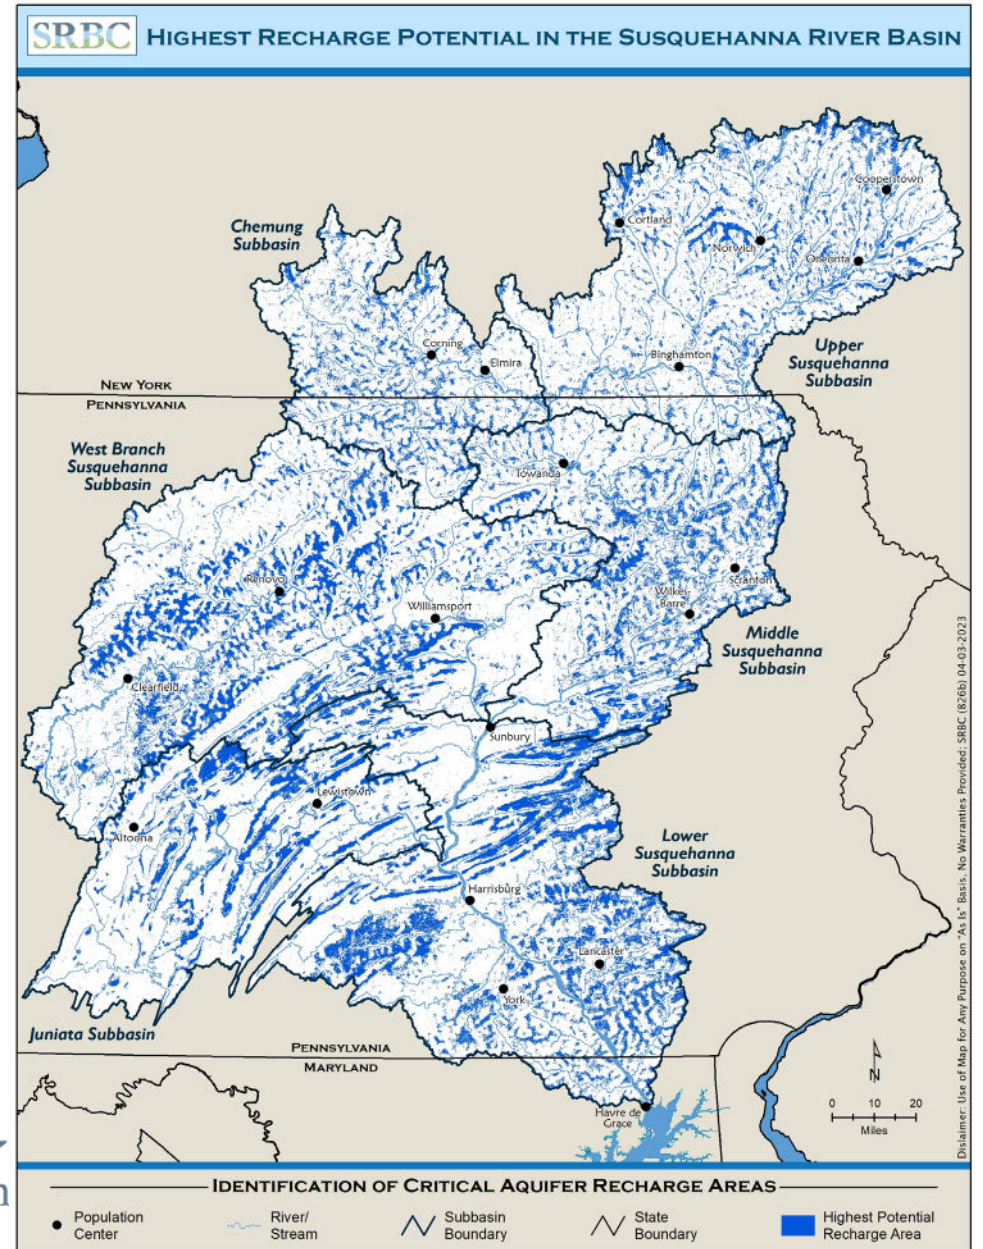 SRBC
HIGHEST RECHARGE POTENTIAL IN THE SUSQUEHANNA RIVER BASIN
Cooperstown
Cortland
Chemung
Subbasin
Norwich
Oneonta
Corning
Elmira
Binghamton
Upper
Susquehanna
Subbasin
NEW YORK
PENNSYLVANIA
West Branch
Susquehanna
Subbasin
Towanda
Renovo
Scranton
Wilkes-
Barre
Williamsport
Middle
Susquehanna
Subbasin
Clearfield
Sunbury
Lewistown
Altoona
Lower
Susquehanna
Subbasin
Harrisburg
Lancaster
York
Juniata Subbasin
PENNSYLVANIA
MARYLAND
Havre de
Grace
N
0 10 20
Miles
Dislaimer: Use of Map for Any Purpose on "As Is" Basis, No Warranties Provided; SRBC (826b) 04-03-2023
IDENTIFICATION OF CRITICAL AQUIFER RECHARGE AREAS
Population
Center
River/
Stream
Subbasin
Boundary
State
Boundary
Highest Potential
Recharge Area